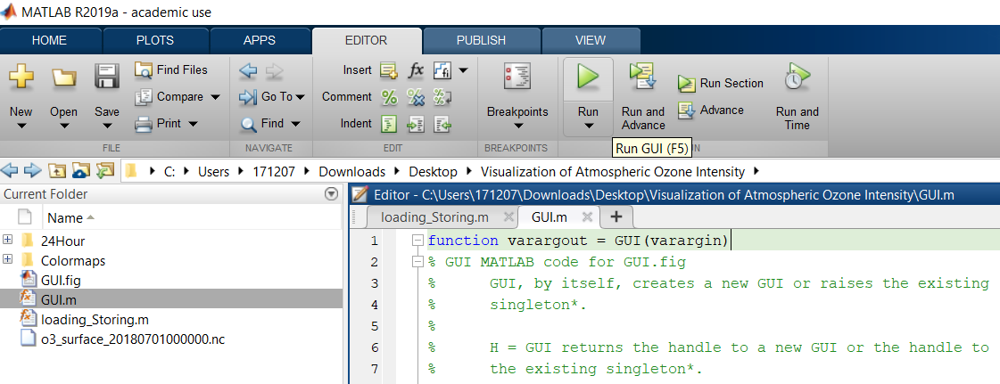 MATLAB R2019a - academic use
HOME PLOTS APPS EDITOR PUBLISH VIEW
New Open Save Find Files Compare Print
FILE
Go To Find
NAVIGATE
Insert fx fi
Comment % % %
Indent
EDIT
Breakpoints
BREAKPOINTS
Run Run and Advance Run Section Advance Run and Time
Run GUI (F5)
UN
C: Users 171207 Downloads Desktop Visualization of Atmospheric Ozone Intensity
Current Folder
Name
24Hour
Colormaps
GUI.fig
GUI.m
loading_Storing.m
o3_surface_20180701000000.nc
Editor - C:\Users\171207\Downloads\Desktop\Visualization of Atmospheric Ozone Intensity\GUI.m
loading_Storing.m GUI.m
1 function varargout = GUI(varargin)
2 % GUI MATLAB code for GUI.fig
3 %      GUI, by itself, creates a new GUI or raises the existing
4 %      singleton*.
5 %
6 %      H = GUI returns the handle to a new GUI or the handle to
7 %      the existing singleton*.